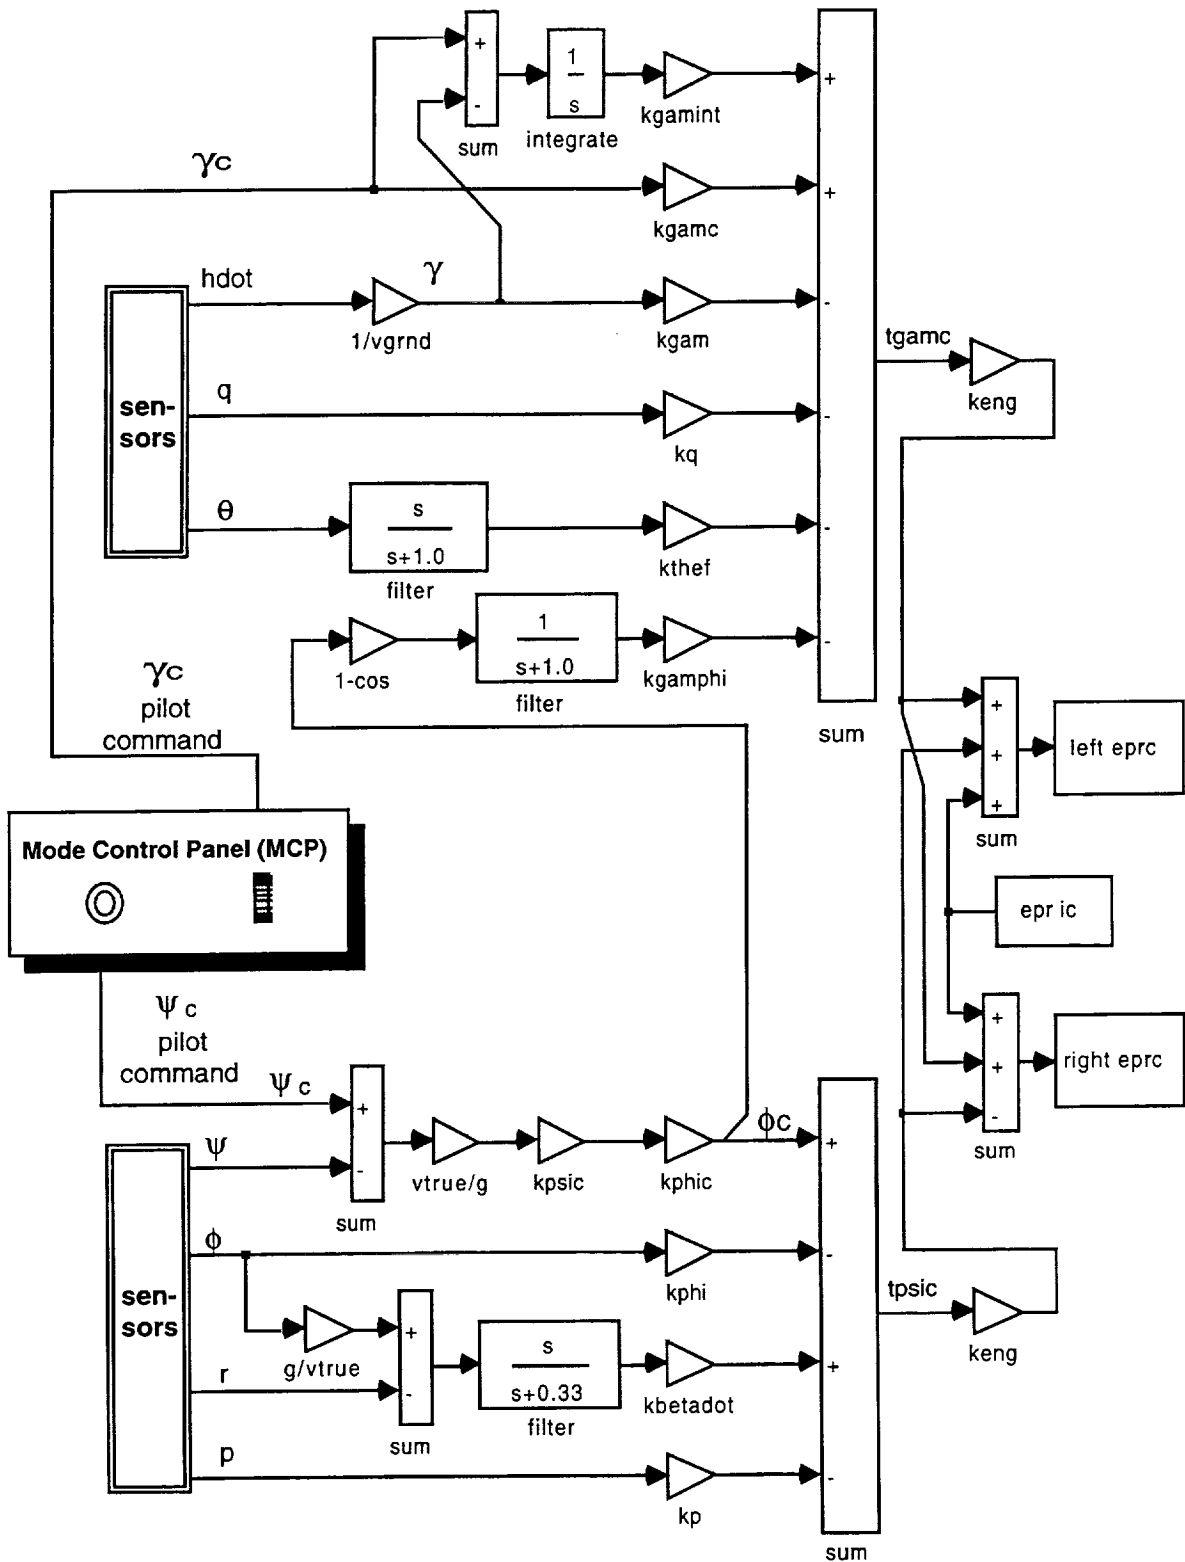 +
1
s
-
sum
integrate
kgamint
+
γc
kgamc
+
hdot
γ
1/vgrnd
kgam
-
tgamc
keng
sen-
sors
q
kq
-
θ
s
s+1.0
filter
kthef
-
1-cos
1
s+1.0
filter
kgamphi
-
sum
γc
pilot
command
+
+
+
left eprc
sum
Mode Control Panel (MCP)
epr ic
ψc
pilot
command
+
+
-
right eprc
sum
ψc
+
ψ
-
sum
vtrue/g
kpsic
kphic
ϕc
+
ϕ
kphi
-
sen-
sors
tpsic
keng
g/vtrue
+
r
-
sum
s
s+0.33
filter
kbetadot
+
p
kp
-
sum